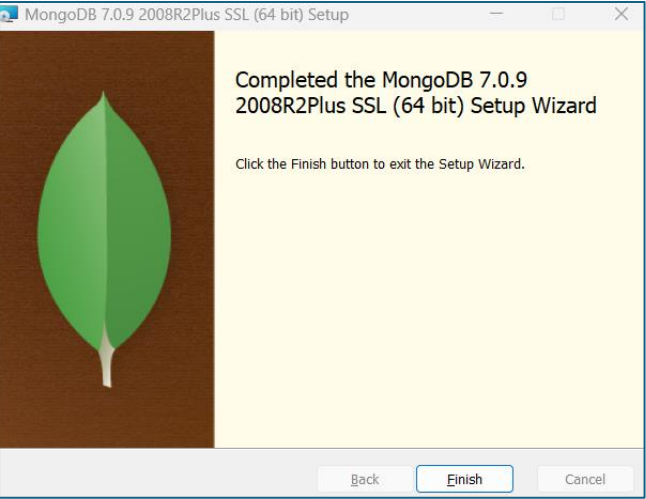 MongoDB 7.0.9 2008R2Plus SSL (64 bit) Setup
Completed the MongoDB 7.0.9
2008R2Plus SSL (64 bit) Setup Wizard
Click the Finish button to exit the Setup Wizard.
Back
Finish
Cancel